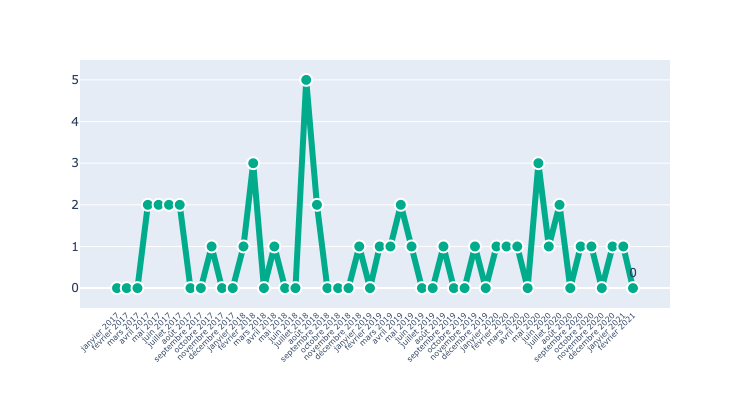 5
4
3
2
1
0
0
janvier 2017
février 2017
mars 2017
avril 2017
mai 2017
juin 2017
juillet 2017
août 2017
septembre 2017
octobre 2017
novembre 2017
décembre 2017
janvier 2018
février 2018
mars 2018
avril 2018
mai 2018
juin 2018
juillet 2018
août 2018
septembre 2018
octobre 2018
novembre 2018
décembre 2018
janvier 2019
février 2019
mars 2019
avril 2019
mai 2019
juin 2019
juillet 2019
août 2019
septembre 2019
octobre 2019
novembre 2019
décembre 2019
janvier 2020
février 2020
mars 2020
avril 2020
mai 2020
juin 2020
juillet 2020
août 2020
septembre 2020
octobre 2020
novembre 2020
décembre 2020
janvier 2021
février 2021